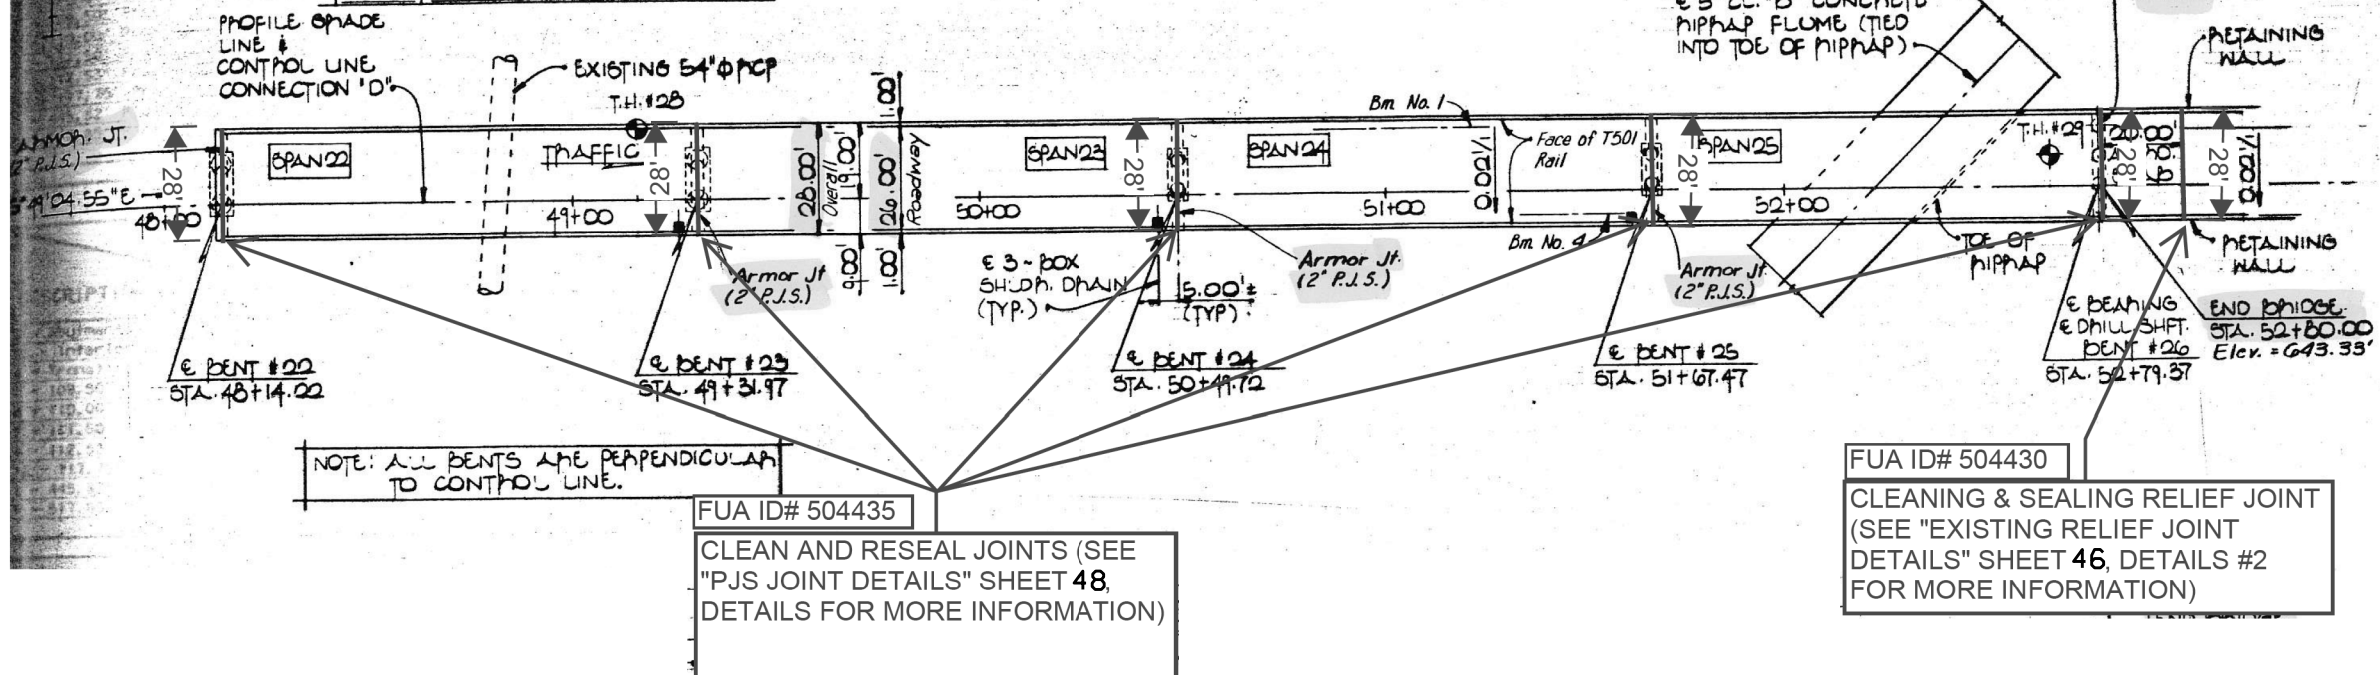 PROFILE GRADE
LINE &
CONTROL LINE
CONNECTION "D"
EXISTING 54"Φ RCP
T.H. #28
ARMOR. JT.
(2" P.J.S.)
04.55" E
48+00
28'
SPAN 22
TRAFFIC
49+00
28'
28.00'
Overall
19.00'
9.00'
1.0'
26.00'
Roadway
1.0'
SPAN 23
50+00
28'
SPAN 24
Bm No. 1
51+00
Face of T501
Rail
Bm No. 4
28'
SPAN 25
52+00
RIPRAP FLUME (TIED
INTO TOE OF RIPRAP)
T.H. #29
28'
28'
RETAINING
WALL
TOE OF
RIPRAP
RETAINING
WALL
Armor Jt.
(2" P.J.S.)
℄ 3-BOX
SHLDR. DRAIN
(TYP.)
5.00'±
(TYP)
Armor Jt.
(2" P.J.S.)
Armor Jt.
(2" P.J.S.)
℄ BENT #22
STA. 48+14.22
℄ BENT #23
STA. 49+31.97
℄ BENT #24
STA. 50+49.72
℄ BENT #25
STA. 51+67.47
℄ BEARING
℄ DRILL SHFT.
BENT #26
STA. 52+79.37
END BRIDGE
STA. 52+80.00
Elev. = 643.33'
NOTE: ALL BENTS ARE PERPENDICULAR
TO CONTROL LINE.
FUA ID# 504435
CLEAN AND RESEAL JOINTS (SEE
"PJS JOINT DETAILS" SHEET 48,
DETAILS FOR MORE INFORMATION)
FUA ID# 504430
CLEANING & SEALING RELIEF JOINT
(SEE "EXISTING RELIEF JOINT
DETAILS" SHEET 46, DETAILS #2
FOR MORE INFORMATION)